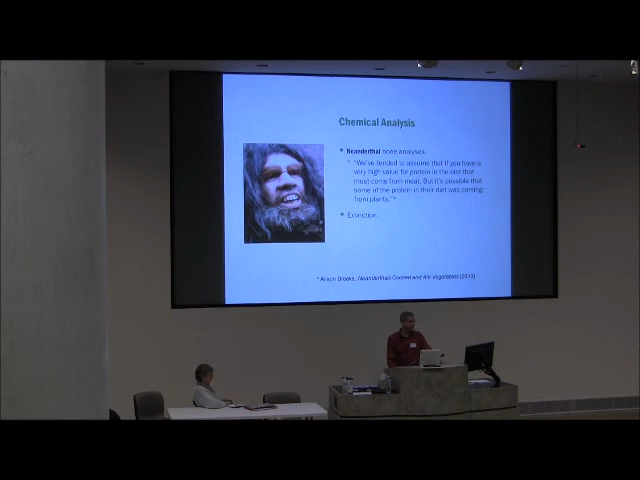 Chemical Analysis
Neanderthal bone analyses.
"We've tended to assume that if you have a
very high value for protein in the diet that
must come from meat. But it's possible that
some of the protein in their diet was coming
from plants."*
Extinction.
* Alison Brooks, Neanderthals Cooked and Ate Vegetables (2010)